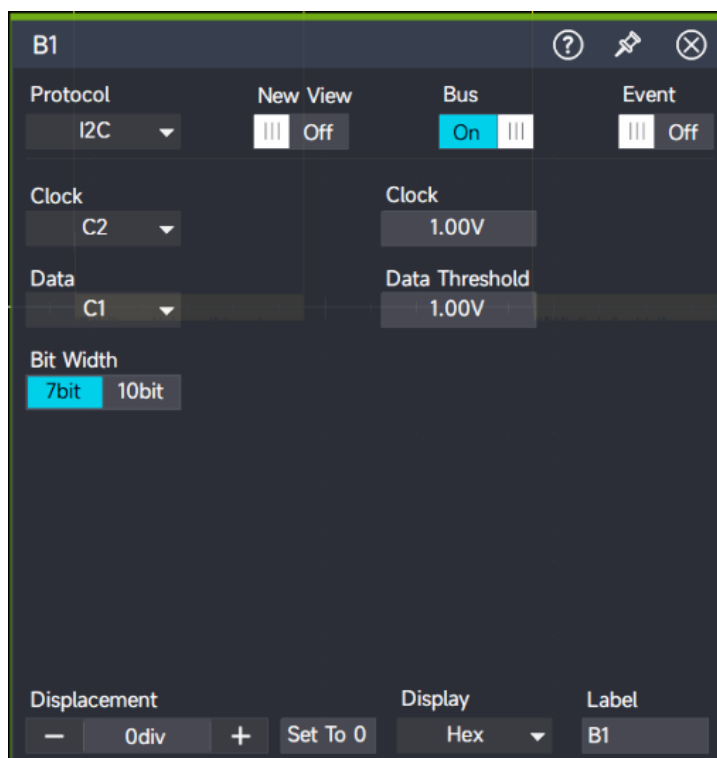 B1
Protocol New View Bus Event
I2C Off On Off
Clock Clock
C2 1.00V
Data Data Threshold
C1 1.00V
Bit Width
7bit 10bit
Displacement Display Label
− 0div + Set To 0 Hex B1